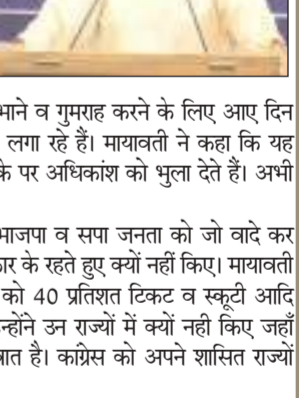 भाने व गुमराह करने के लिए आए दिन
लगा रहे हैं। मायावती ने कहा कि यह
के पर अधिकांश को भुला देते हैं। अभी
भाजपा व सपा जनता को जो वादे कर
कार के रहते हुए क्यों नहीं किए। मायावती
को 40 प्रतिशत टिकट व स्कूटी आदि
न्होंने उन राज्यों में क्यों नही किए जहाँ
है। कांग्रेस को अपने शासित राज्यों